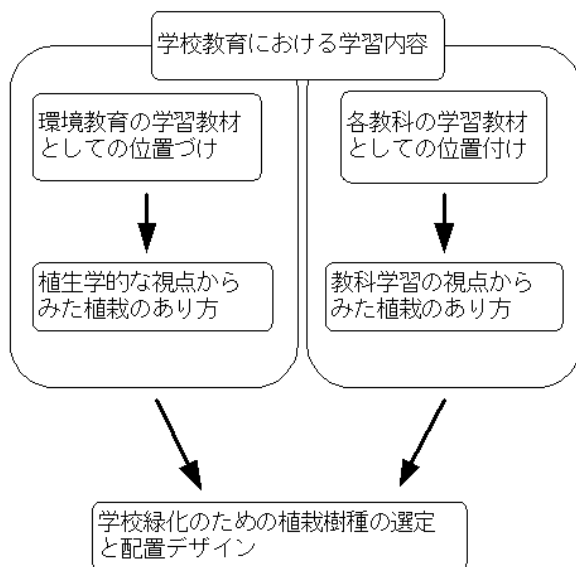 学校教育における学習内容
環境教育の学習教材
としての位置づけ
各教科の学習教材
としての位置付け
植生学的な視点から
みた植栽のあり方
教科学習の視点から
みた植栽のあり方
学校緑化のための植栽樹種の選定
と配置デザイン